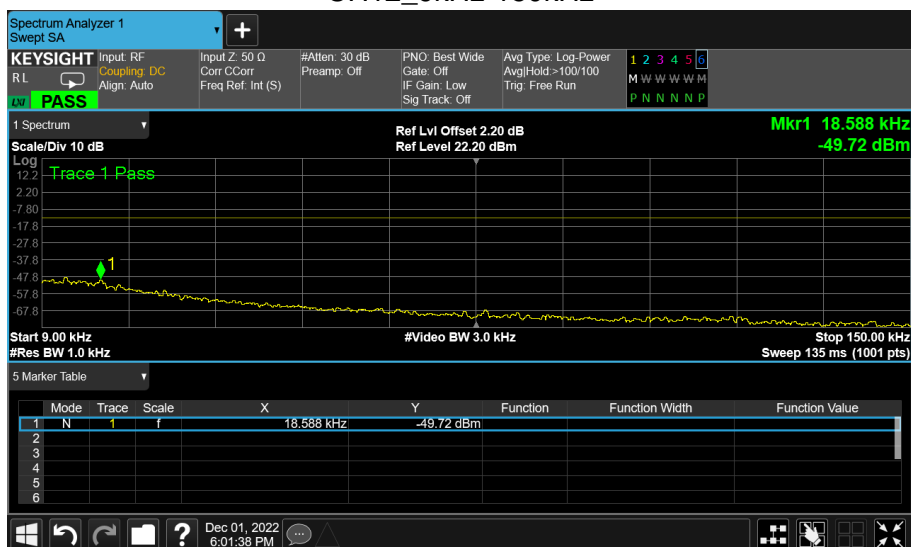 Spectrum Analyzer 1
Swept SA
KEYSIGHT
RL
LXI
PASS
Input: RF
Coupling: DC
Align: Auto
Input Z: 50 Ω
Corr CCorr
Freq Ref: Int (S)
#Atten: 30 dB
Preamp: Off
PNO: Best Wide
Gate: Off
IF Gain: Low
Sig Track: Off
Avg Type: Log-Power
Avg|Hold:>100/100
Trig: Free Run
1 2 3 4 5 6
M W W W W M
P N N N N P
1 Spectrum
Scale/Div 10 dB
Ref Lvl Offset 2.20 dB
Ref Level 22.20 dBm
Mkr1 18.588 kHz
-49.72 dBm
Log
Trace 1 Pass
12.2
2.20
-7.80
-17.8
-27.8
-37.8
-47.8
-57.8
-67.8
1
Start 9.00 kHz
#Res BW 1.0 kHz
#Video BW 3.0 kHz
Stop 150.00 kHz
Sweep 135 ms (1001 pts)
5 Marker Table
Mode Trace Scale X Y Function Function Width Function Value
1 N 1 f 18.588 kHz -49.72 dBm
2
3
4
5
6
?
Dec 01, 2022
6:01:38 PM